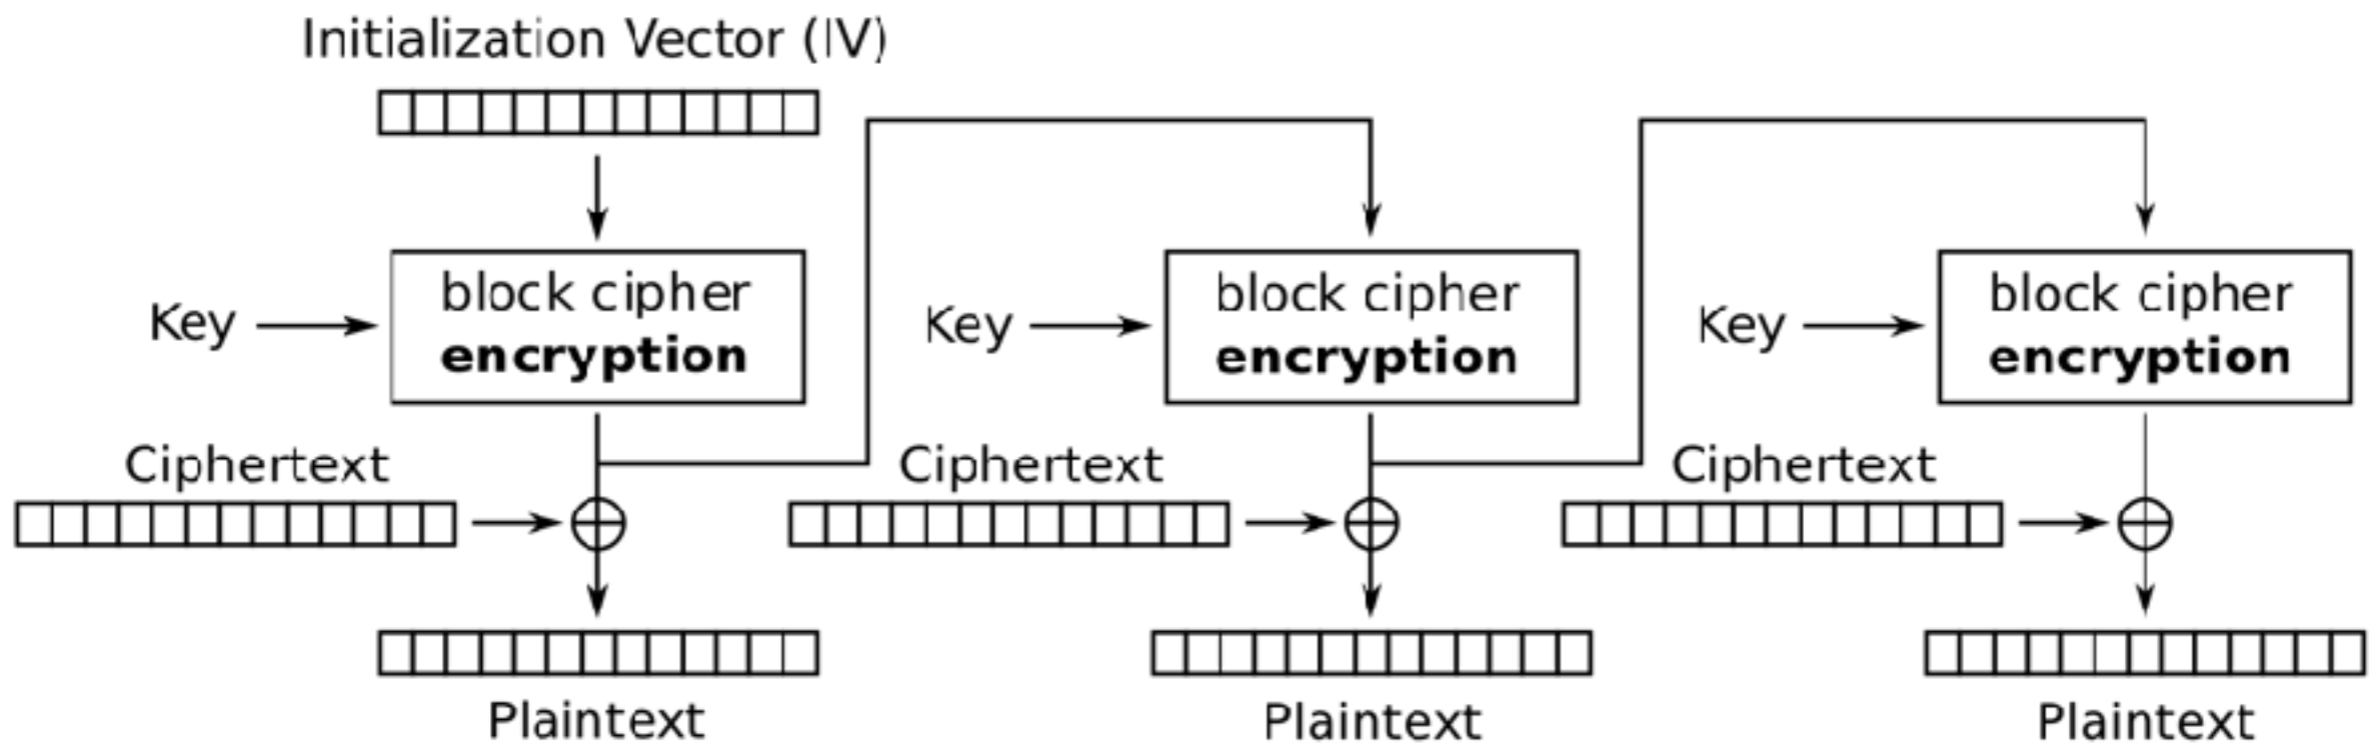 Initialization Vector (IV)
Key
block cipher
encryption
Key
block cipher
encryption
Key
block cipher
encryption
Ciphertext
Ciphertext
Ciphertext
Plaintext
Plaintext
Plaintext